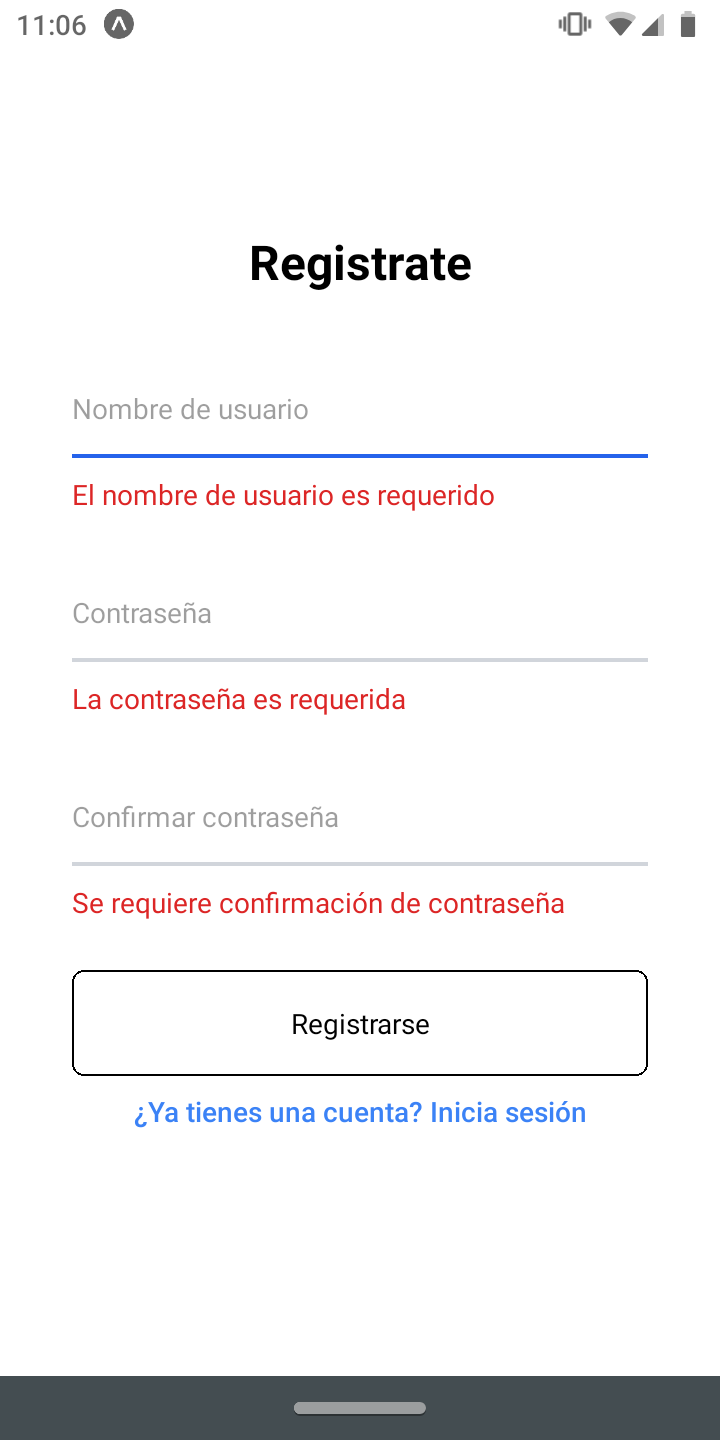 11:06
Registrate
Nombre de usuario
El nombre de usuario es requerido
Contraseña
La contraseña es requerida
Confirmar contraseña
Se requiere confirmación de contraseña
Registrarse
¿Ya tienes una cuenta? Inicia sesión